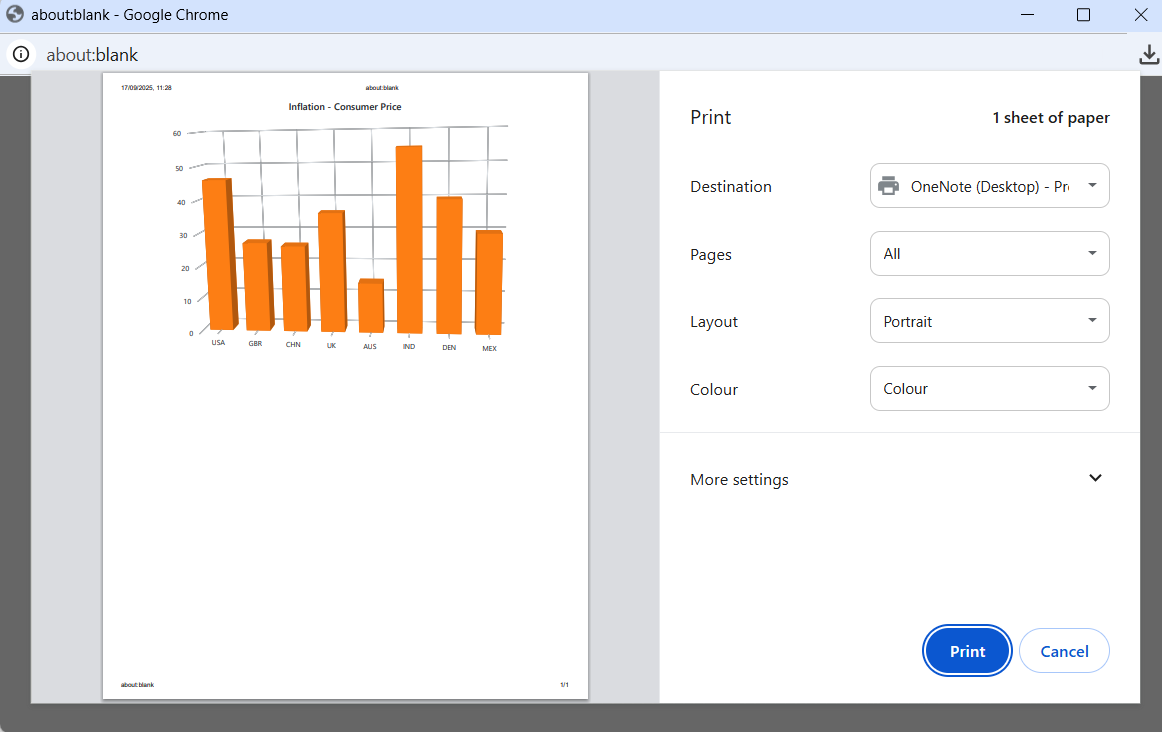 about:blank - Google Chrome
about:blank
17/09/2025, 11:28 about:blank
Inflation - Consumer Price
60
50
40
30
20
10
0
USA GBR CHN UK AUS IND DEN MEX
about:blank 1/1
Print 1 sheet of paper
Destination OneNote (Desktop) - Pr
Pages All
Layout Portrait
Colour Colour
More settings
Print Cancel